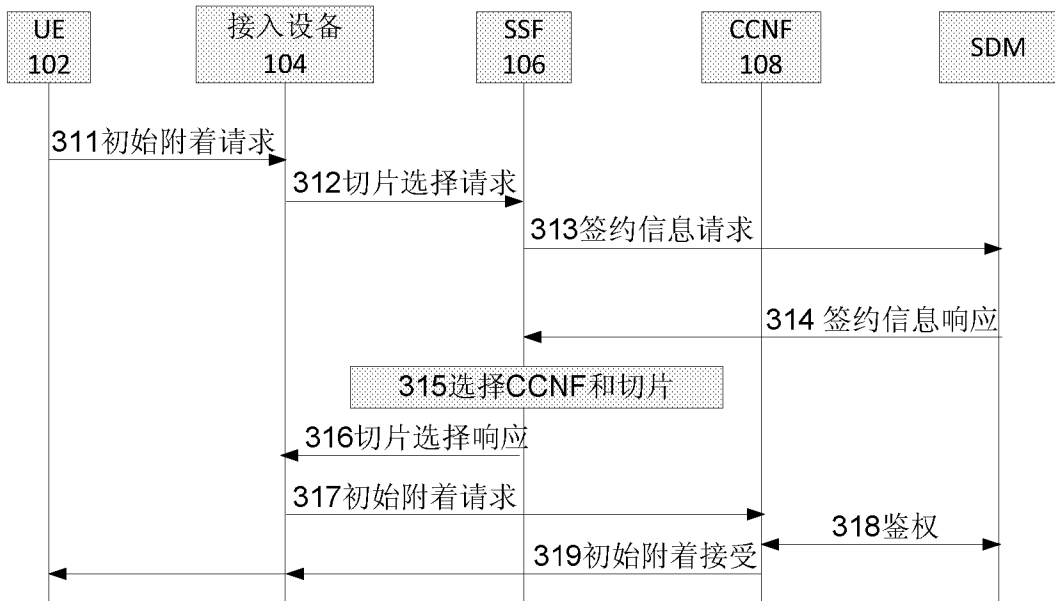 UE
102
接入设备
104
SSF
106
CCNF
108
SDM
311初始附着请求
312切片选择请求
313签约信息请求
314 签约信息响应
315选择CCNF和切片
316切片选择响应
317初始附着请求
318鉴权
319初始附着接受